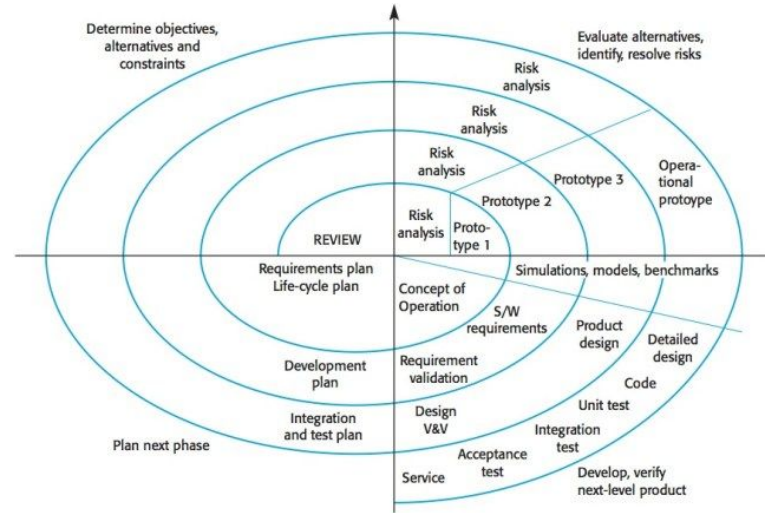 Determine objectives,
alternatives and
constraints
Evaluate alternatives,
identify, resolve risks
Risk
analysis
Risk
analysis
Risk
analysis
Opera-
tional
protoype
Prototype 3
Prototype 2
Risk
analysis
Proto-
type 1
REVIEW
Requirements plan
Life-cycle plan
Simulations, models, benchmarks
Concept of
Operation
S/W
requirements
Product
design
Detailed
design
Development
plan
Requirement
validation
Code
Unit test
Integration
and test plan
Design
V&V
Integration
test
Plan next phase
Acceptance
test
Service
Develop, verify
next-level product